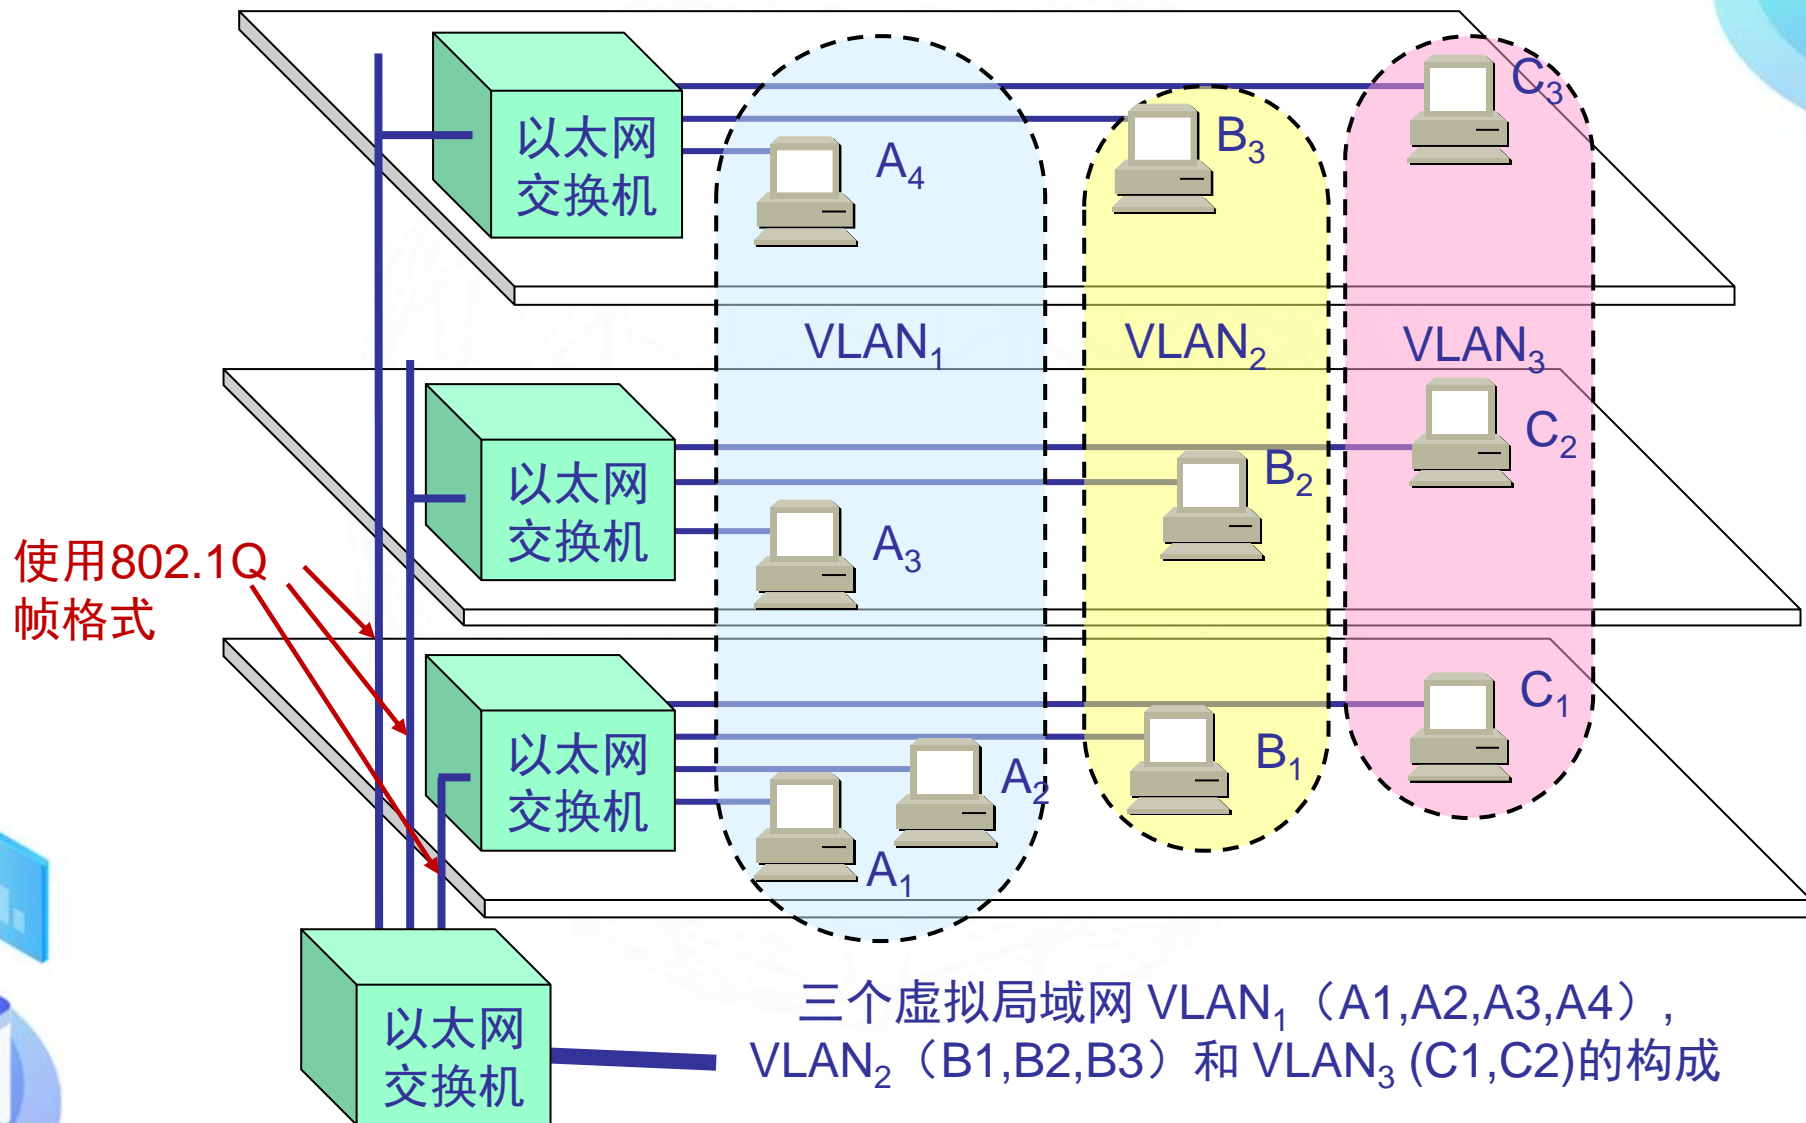 以太网
交换机
A4
B3
C3
VLAN1
VLAN2
VLAN3
以太网
交换机
A3
B2
C2
使用802.1Q
帧格式
以太网
交换机
A1
A2
B1
C1
以太网
交换机
三个虚拟局域网 VLAN1（A1,A2,A3,A4）,
VLAN2（B1,B2,B3）和 VLAN3 (C1,C2)的构成